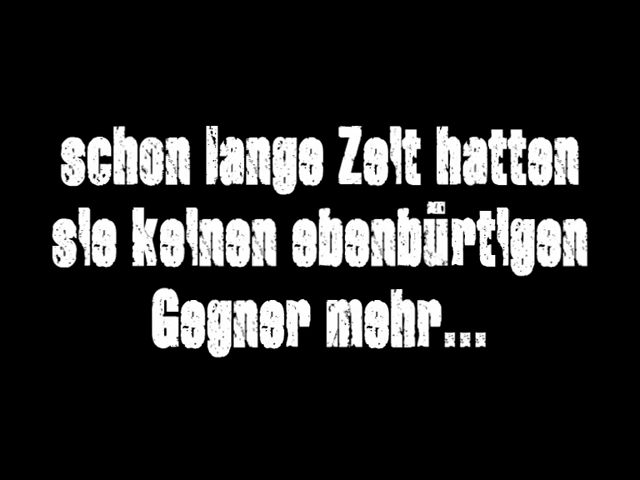 schon lange Zeit hatten
sie keinen ebenbürtigen
Gegner mehr...